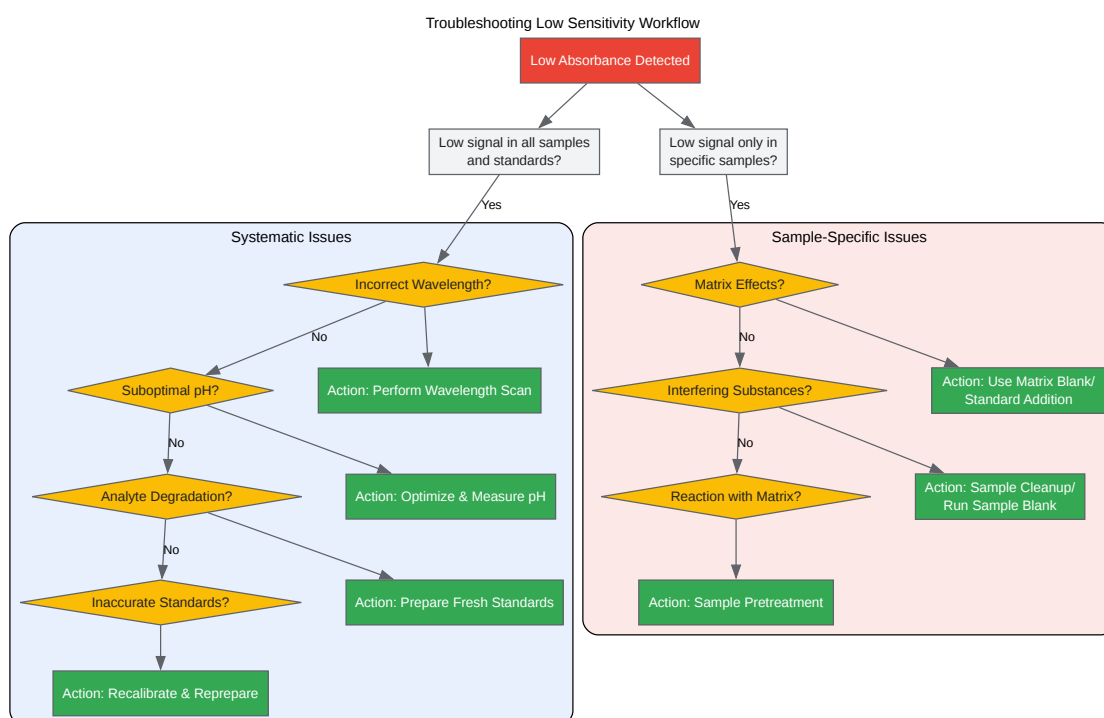 Troubleshooting Low Sensitivity Workflow
Low Absorbance Detected
Low signal in all samples
and standards?
Low signal only in
specific samples?
Yes
Yes
Systematic Issues
Sample-Specific Issues
Incorrect Wavelength?
Matrix Effects?
No
No
Suboptimal pH?
Action: Perform Wavelength Scan
Interfering Substances?
Action: Use Matrix Blank/
Standard Addition
No
No
Analyte Degradation?
Action: Optimize & Measure pH
Reaction with Matrix?
Action: Sample Cleanup/
Run Sample Blank
No
Inaccurate Standards?
Action: Prepare Fresh Standards
Action: Sample Pretreatment
Action: Recalibrate & Reprepare